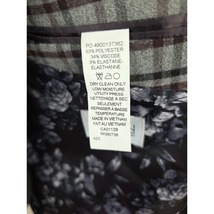 PO 4900137362
63% POLYESTER
34% VISCOSE
3% ELASTANE-
ELASTHANNE
DRY CLEAN ONLY
LOW MOISTURE
UTILITY PRESS
NETTOYAGE A SEC
SEULEMENT
REPASSER A BASSE
TEMPERATURE
MADE IN VIETNAM
FAIT AU VIETNAM
CA01129